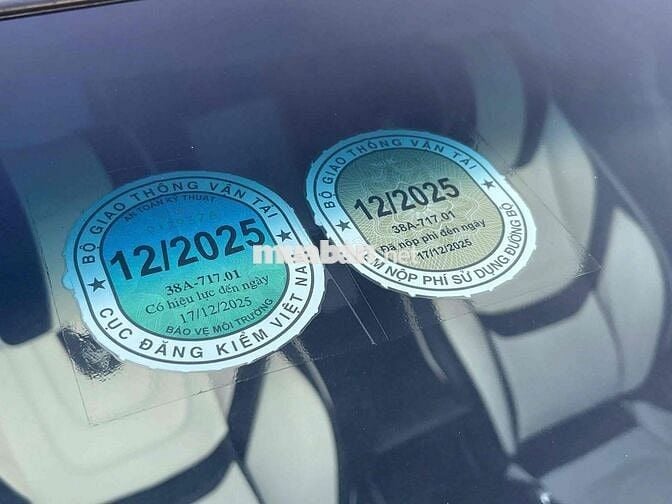 BỘ GIAO THÔNG VẬN TẢI
AN TOÀN KỸ THUẬT
12/2025
38A-717.01
Có hiệu lực đến ngày
17/12/2025
BẢO VỆ MÔI TRƯỜNG
CỤC ĐĂNG KIỂM VIỆT NAM
BỘ GIAO THÔNG VẬN TẢI
12/2025
38A-717.01
Đã nộp phí đến ngày
17/12/2025
NỘP PHÍ SỬ DỤNG ĐƯỜNG BỘ
muaban.net